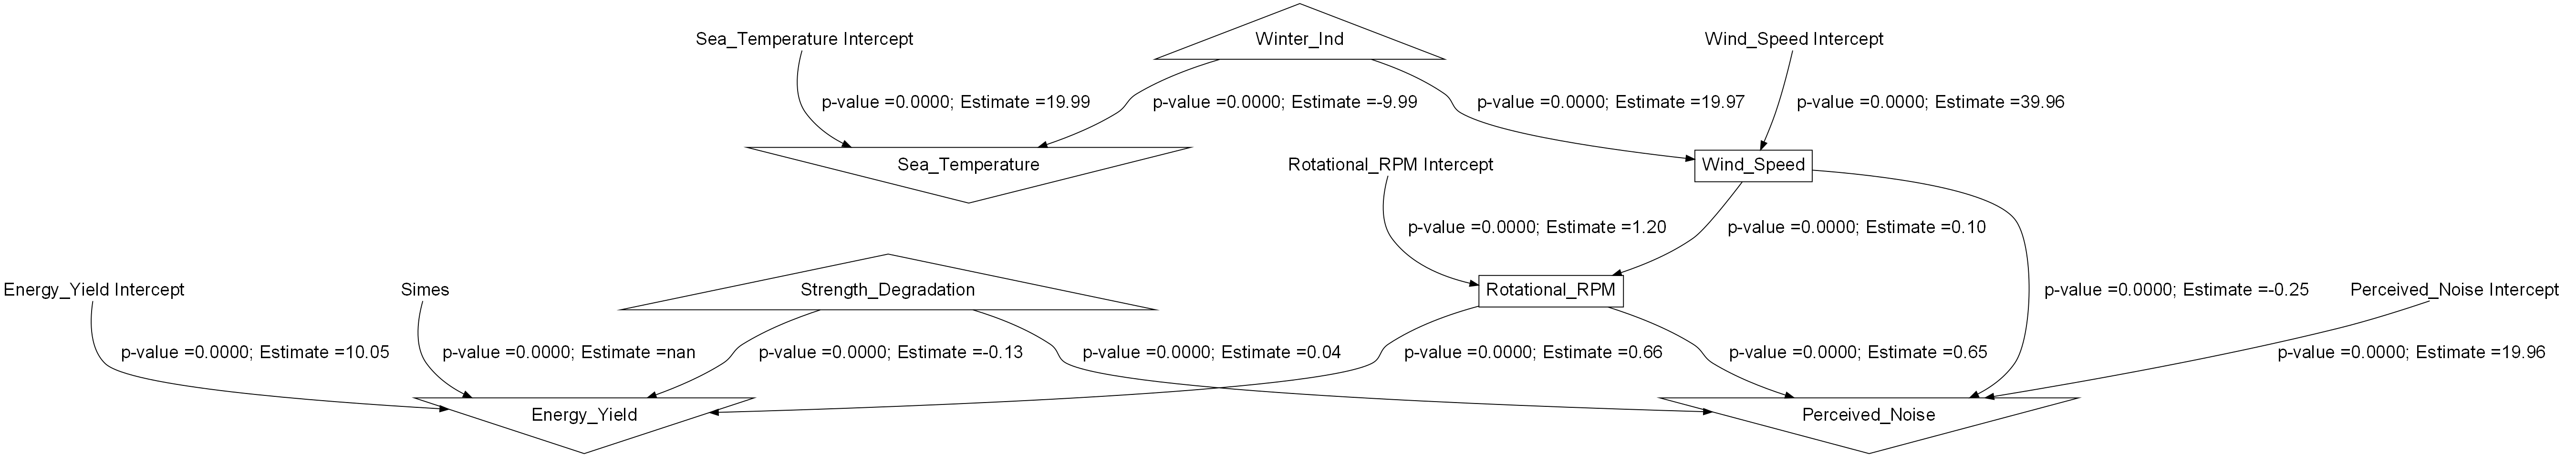 Sea_Temperature Intercept
Winter_Ind
Wind_Speed Intercept
p-value =0.0000; Estimate =19.99
p-value =0.0000; Estimate =-9.99
p-value =0.0000; Estimate =19.97
p-value =0.0000; Estimate =39.96
Sea_Temperature
Rotational_RPM Intercept
Wind_Speed
p-value =0.0000; Estimate =1.20
p-value =0.0000; Estimate =0.10
Energy_Yield Intercept
Simes
Strength_Degradation
Rotational_RPM
p-value =0.0000; Estimate =-0.25
Perceived_Noise Intercept
p-value =0.0000; Estimate =10.05
p-value =0.0000; Estimate =nan
p-value =0.0000; Estimate =-0.13
p-value =0.0000; Estimate =0.04
p-value =0.0000; Estimate =0.66
p-value =0.0000; Estimate =0.65
p-value =0.0000; Estimate =19.96
Energy_Yield
Perceived_Noise